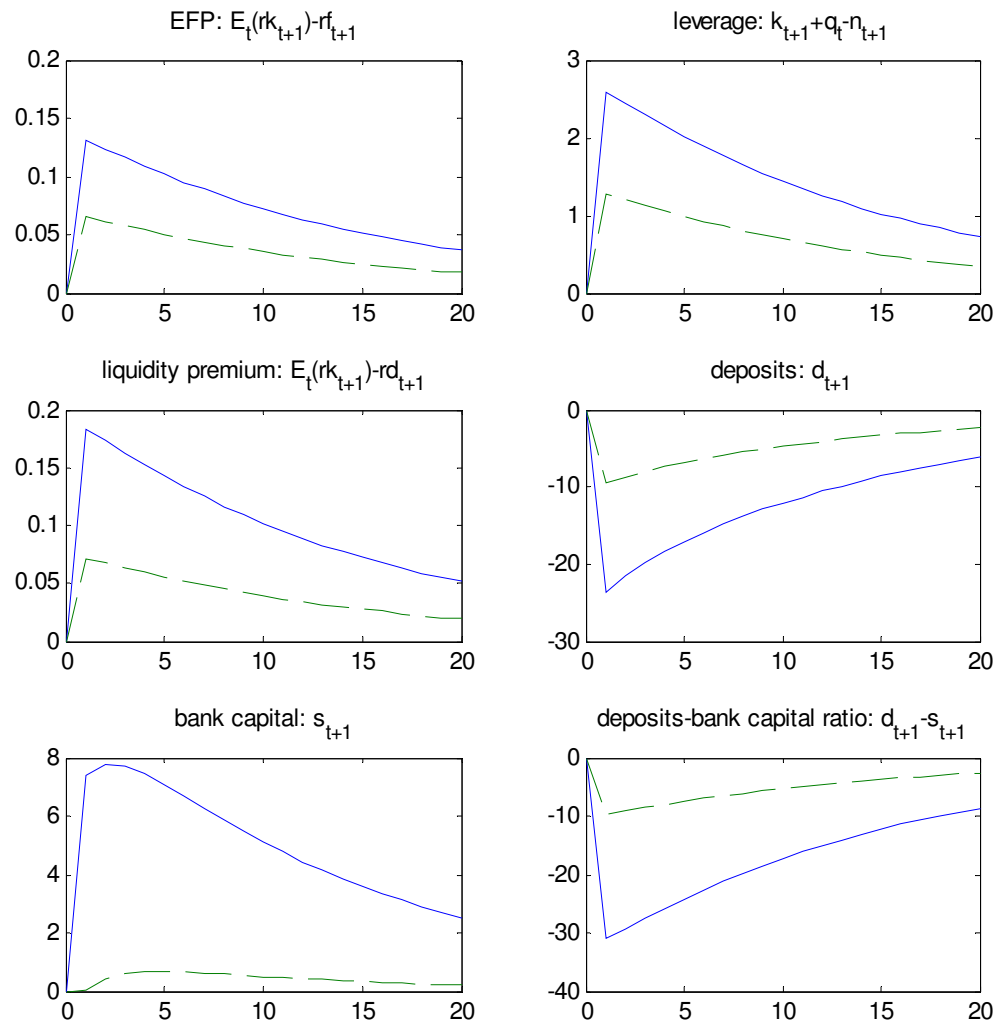 EFP: E_t(rk_{t+1})-rf_{t+1}
0.2
0.15
0.1
0.05
0
0 5 10 15 20
leverage: k_{t+1}+q_t-n_{t+1}
3
2
1
0
0 5 10 15 20
liquidity premium: E_t(rk_{t+1})-rd_{t+1}
0.2
0.15
0.1
0.05
0
0 5 10 15 20
deposits: d_{t+1}
0
-10
-20
-30
0 5 10 15 20
bank capital: s_{t+1}
8
6
4
2
0
0 5 10 15 20
deposits-bank capital ratio: d_{t+1}-s_{t+1}
0
-10
-20
-30
-40
0 5 10 15 20